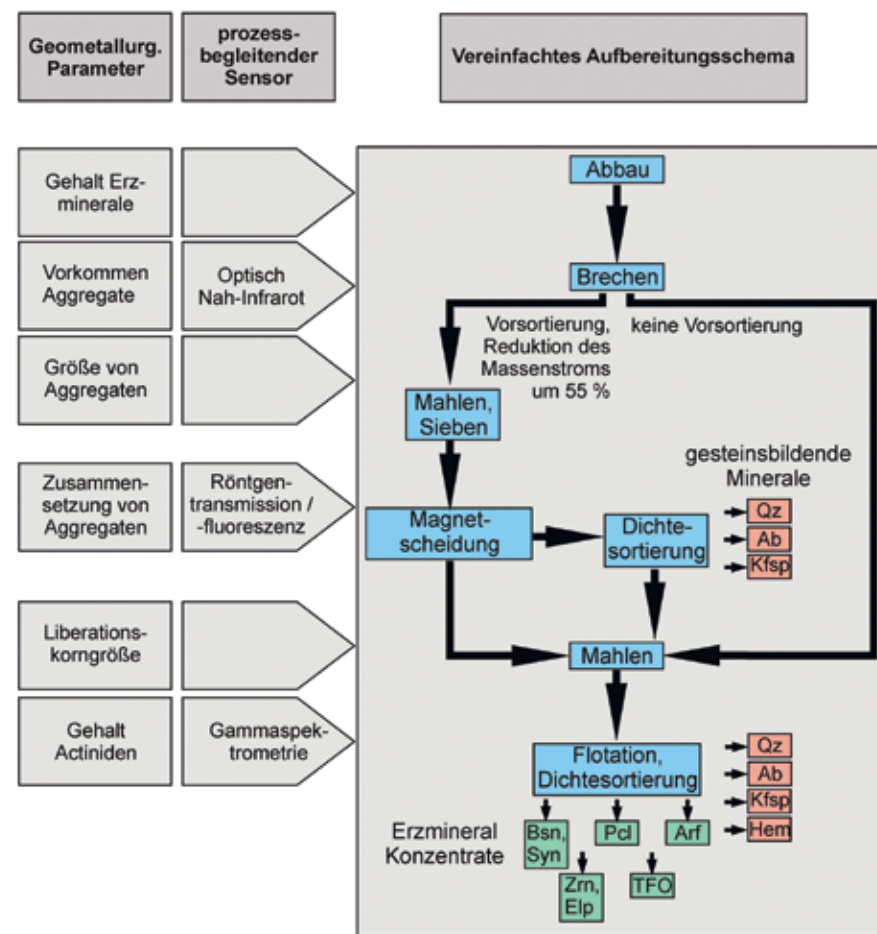 Geometallurg.
Parameter
prozess-
begleitender
Sensor
Vereinfachtes Aufbereitungsschema
Gehalt Erz-
minerale
Vorkommen
Aggregate
Optisch
Nah-Infrarot
Größe von
Aggregaten
Zusammen-
setzung von
Aggregaten
Röntgen-
transmission /
-fluoreszenz
Liberations-
korngröße
Gehalt
Actiniden
Gammaspek-
trometrie
Abbau
Brechen
Vorsortierung,
Reduktion des
Massenstroms
um 55 %
keine Vorsortierung
Mahlen,
Sieben
gesteinsbildende
Minerale
Magnet-
scheidung
Dichte-
sortierung
Qz
Ab
Kfsp
Mahlen
Flotation,
Dichtesortierung
Qz
Ab
Kfsp
Hem
Erzmineral
Konzentrate
Bsn,
Syn
Pcl
Arf
Zrn,
Elp
TFO